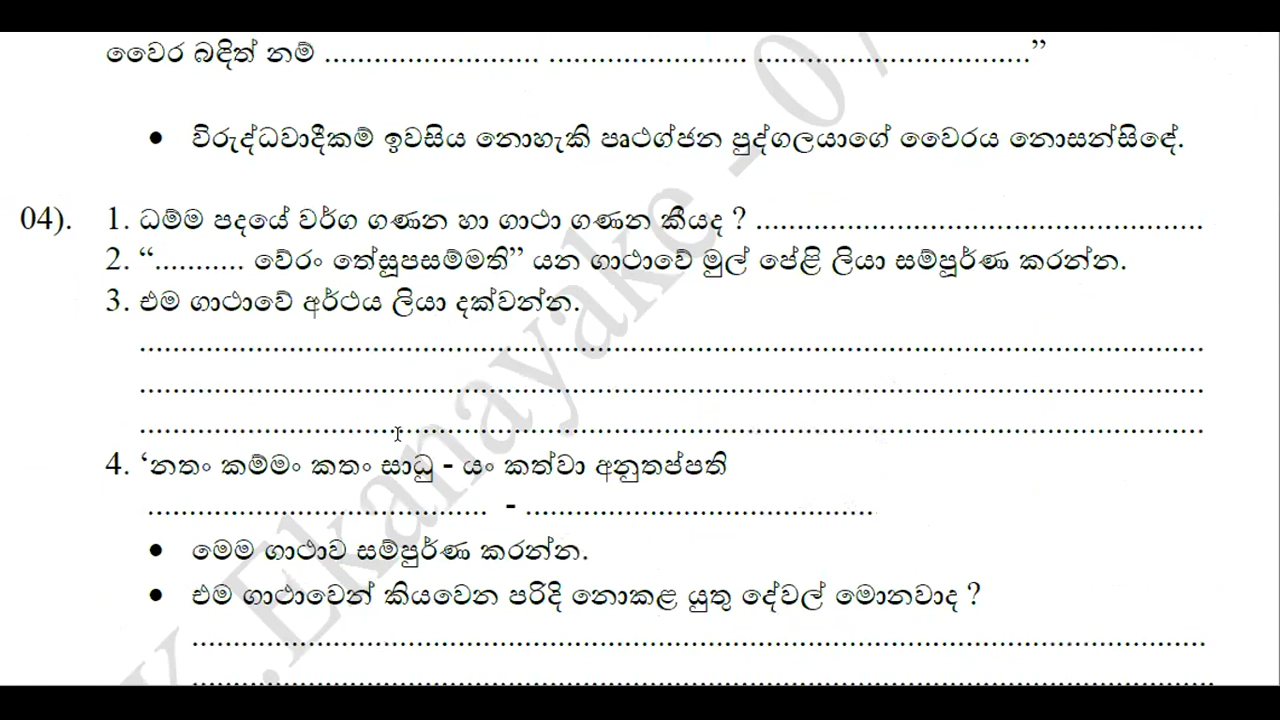 වෛර බඳිත් නම් .......................... ........................ .................................”
• විරුද්ධවාදීකම් ඉවසිය නොහැකි පෘථග්ජන පුද්ගලයාගේ වෛරය නොසන්සිඳේ.
04). 1. ධම්ම පදයේ වර්ග ගණන හා ගාථා ගණන කීයද ? ......................................................
2. “........... වේරං තේසූපසම්මති” යන ගාථාවේ මුල් පේළි ලියා සම්පූර්ණ කරන්න.
3. එම ගාථාවේ අර්ථය ලියා දක්වන්න.
................................................................................................................................
................................................................................................................................
................................................................................................................................
4. ‘නතං කම්මං කතං සාධු - යං කත්වා අනුතප්පති
......................................... - ..........................................
• මෙම ගාථාව සම්පුර්ණ කරන්න.
• එම ගාථාවෙන් කියවෙන පරිදි නොකළ යුතු දේවල් මොනවාද ?
..........................................................................................................................
..........................................................................................................................
K.Ekanayake - 07